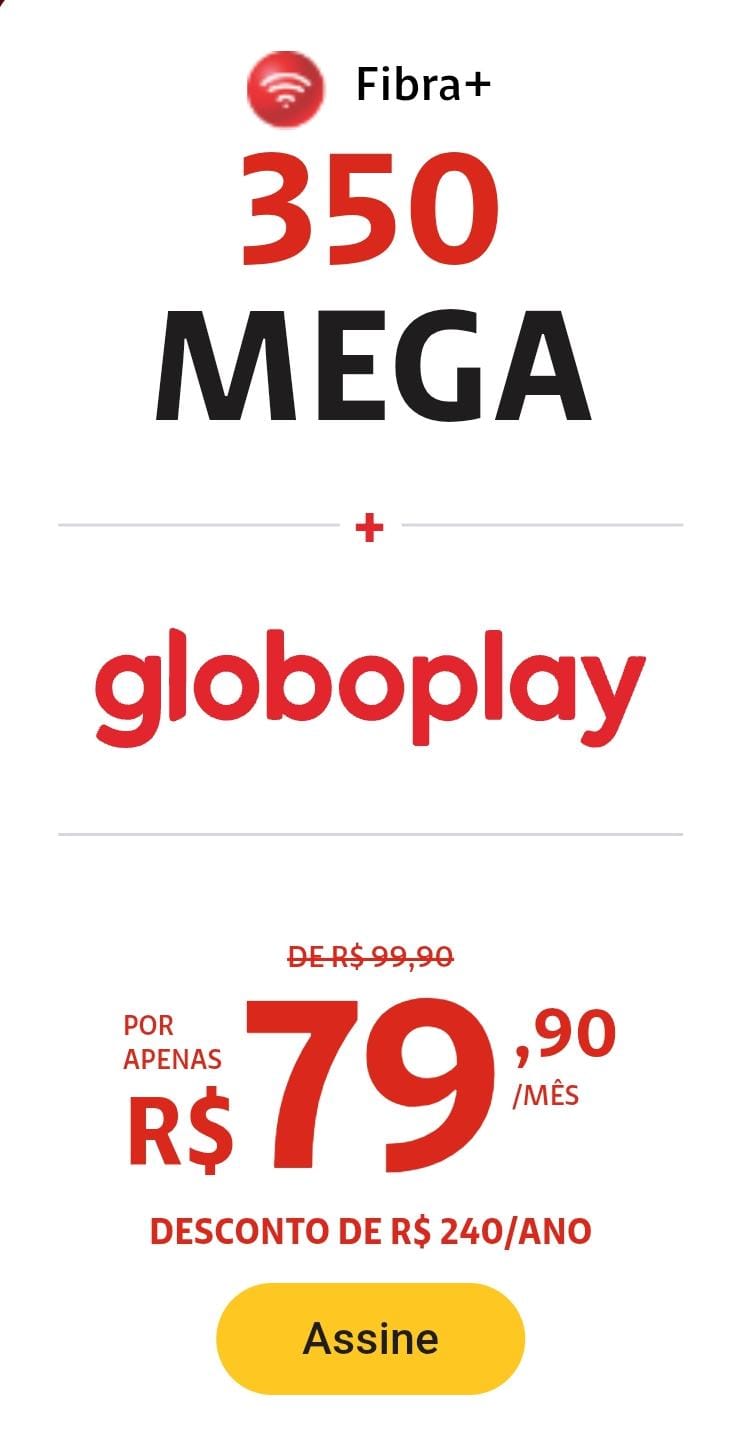 Fibra+
350
MEGA
+
globoplay
DE R$ 99,90
POR
APENAS
R$ 79,90
/MÊS
DESCONTO DE R$ 240/ANO
Assine